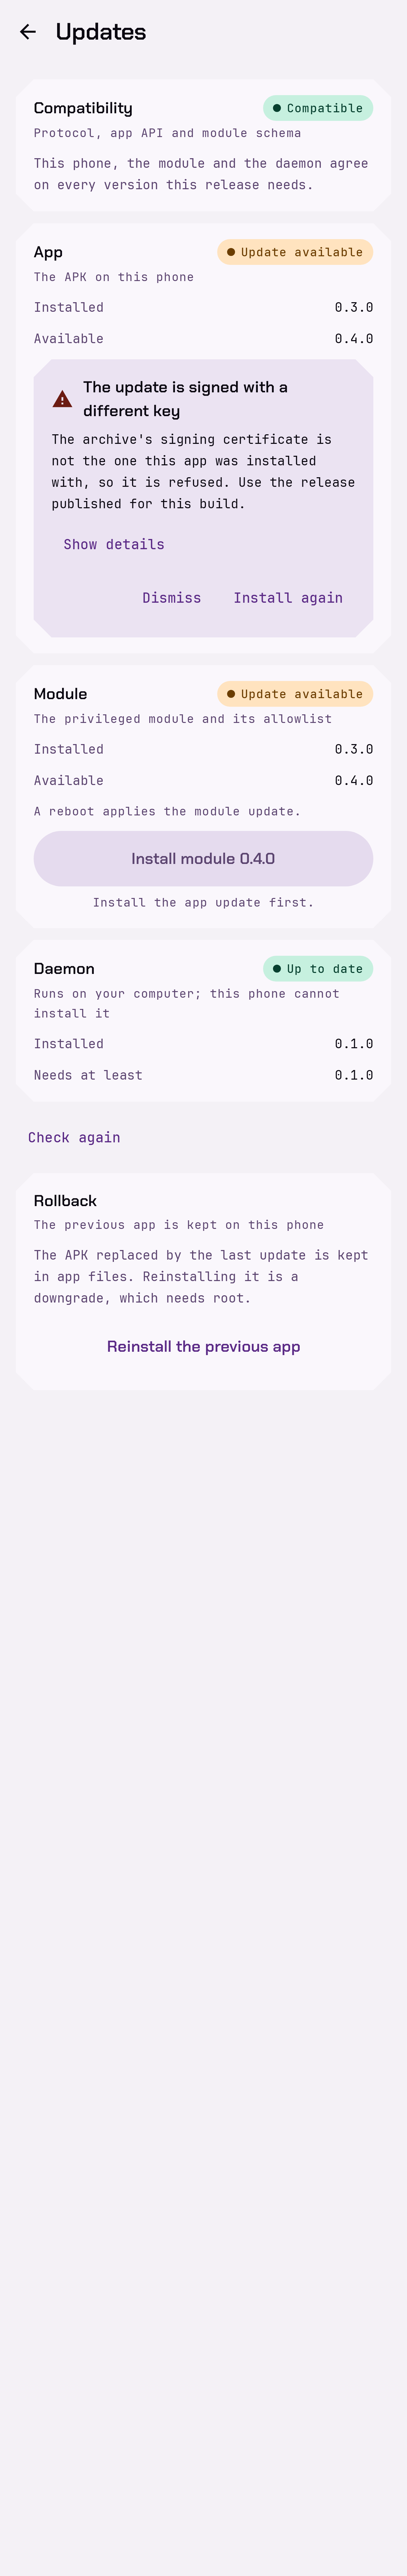 Updates
Compatibility
Compatible
Protocol, app API and module schema
This phone, the module and the daemon agree
on every version this release needs.
App
Update available
The APK on this phone
Installed 0.3.0
Available 0.4.0
The update is signed with a
different key
The archive's signing certificate is
not the one this app was installed
with, so it is refused. Use the release
published for this build.
Show details
Dismiss Install again
Module
Update available
The privileged module and its allowlist
Installed 0.3.0
Available 0.4.0
A reboot applies the module update.
Install module 0.4.0
Install the app update first.
Daemon
Up to date
Runs on your computer; this phone cannot
install it
Installed 0.1.0
Needs at least 0.1.0
Check again
Rollback
The previous app is kept on this phone
The APK replaced by the last update is kept
in app files. Reinstalling it is a
downgrade, which needs root.
Reinstall the previous app